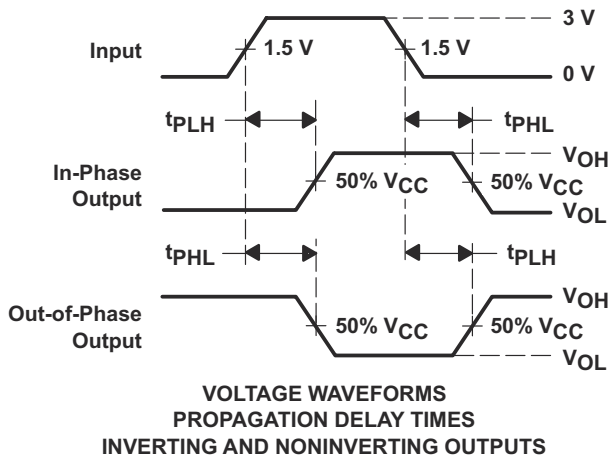 3 V
Input
1.5 V
1.5 V
0 V
tPLH
tPHL
VOH
In-Phase
Output
50% VCC
50% VCC
VOL
tPHL
tPLH
VOH
Out-of-Phase
Output
50% VCC
50% VCC
VOL
VOLTAGE WAVEFORMS
PROPAGATION DELAY TIMES
INVERTING AND NONINVERTING OUTPUTS